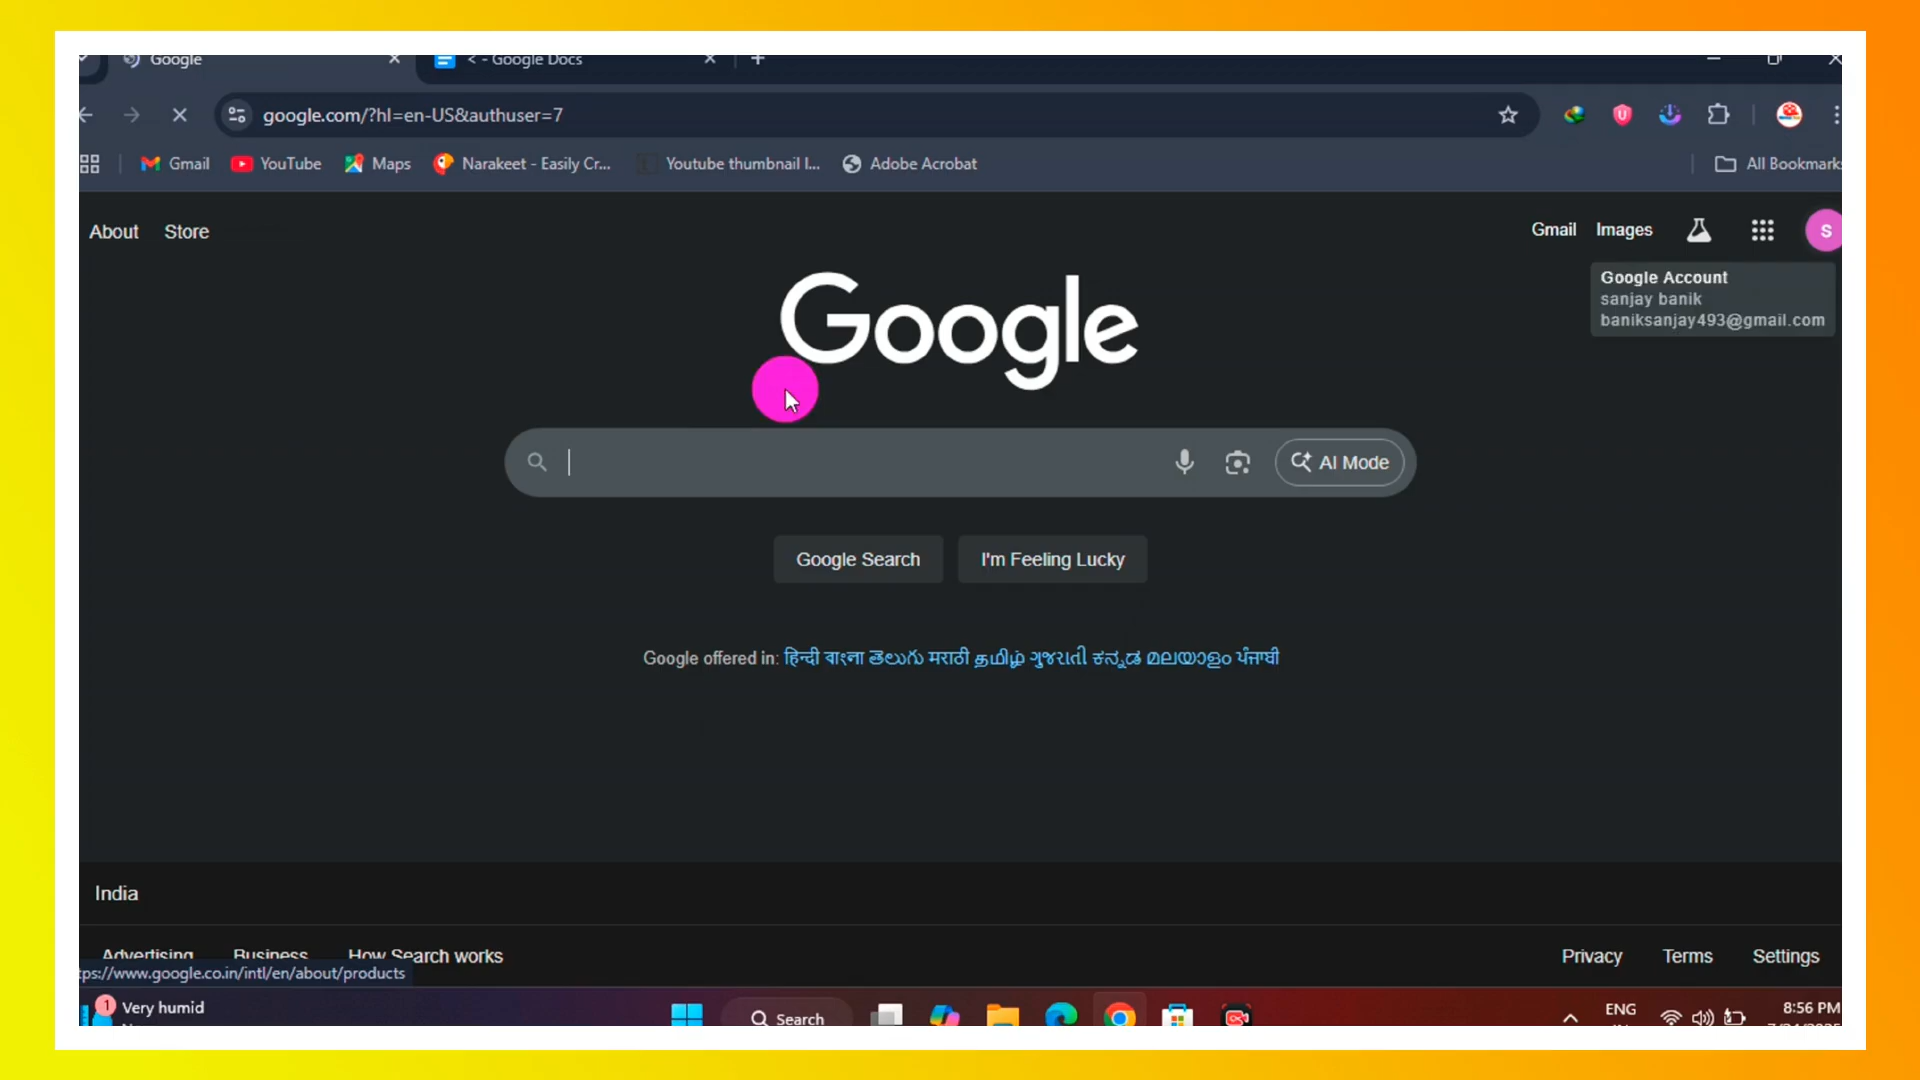 Google
< - Google Docs
google.com/?hl=en-US&authuser=7
Gmail
YouTube
Maps
Narakeet - Easily Cr...
Youtube thumbnail I...
Adobe Acrobat
All Bookmark
About
Store
Gmail
Images
S
Google Account
sanjay banik
baniksanjay493@gmail.com
Google
AI Mode
Google Search
I'm Feeling Lucky
Google offered in: हिन्दी বাংলা తెలుగు मराठी தமிழ் ગુજરાતી ಕನ್ನಡ മലയാളം ਪੰਜਾਬੀ
India
Advertising
Business
How Search works
Privacy
Terms
Settings
tps://www.google.co.in/intl/en/about/products
1
Very humid
Search
ENG
8:56 PM